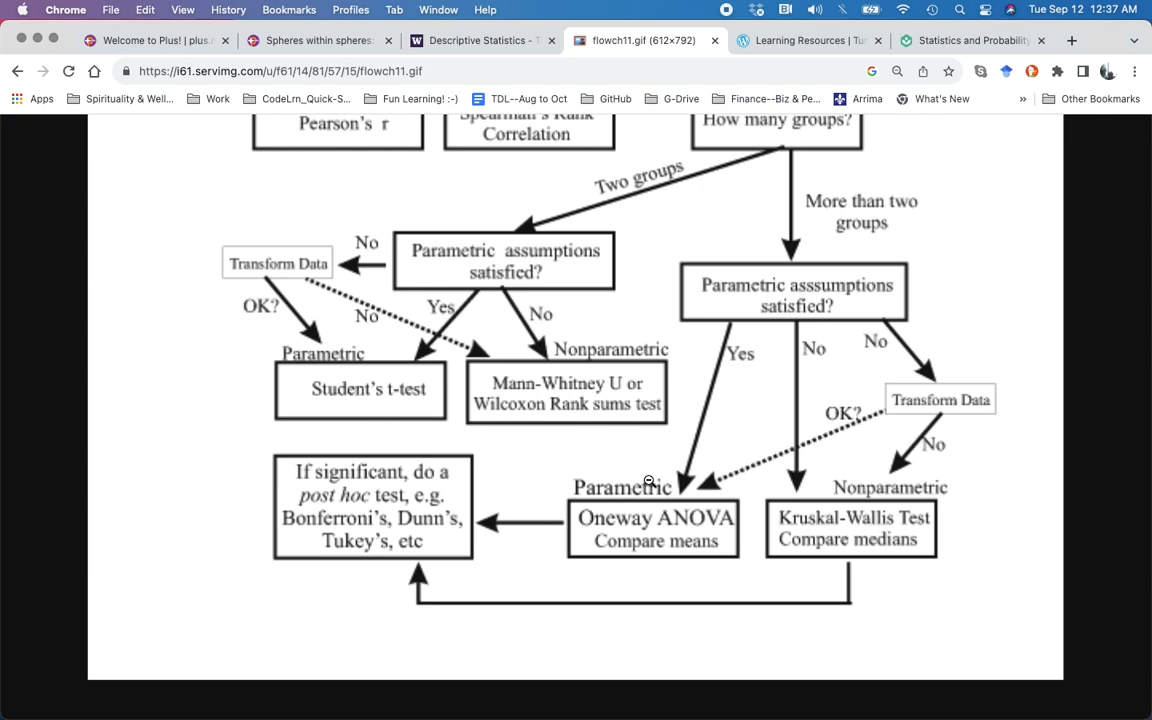 Chrome File Edit View History Bookmarks Profiles Tab Window Help Tue Sep 12 12:37 AM
Welcome to Plus! | plus.m Spheres within spheres: Descriptive Statistics - T flowch11.gif (612×792) Learning Resources | Tu Statistics and Probability
https://i61.servimg.com/u/f61/14/81/57/15/flowch11.gif
Apps Spirituality & Well... Work CodeLrn_Quick-S... Fun Learning! :-) TDL--Aug to Oct GitHub G-Drive Finance--Biz & Pe... Arrima What's New » Other Bookmarks
Pearson's r
Spearman's Rank
Correlation
How many groups?
Two groups
More than two
groups
Parametric assumptions
satisfied?
No
Transform Data
Parametric asssumptions
satisfied?
OK?
No
Yes
No
Yes
No
No
Parametric
Nonparametric
Student's t-test
Mann-Whitney U or
Wilcoxon Rank sums test
Transform Data
OK?
No
If significant, do a
post hoc test, e.g.
Bonferroni's, Dunn's,
Tukey's, etc
Parametric
Oneway ANOVA
Compare means
Nonparametric
Kruskal-Wallis Test
Compare medians